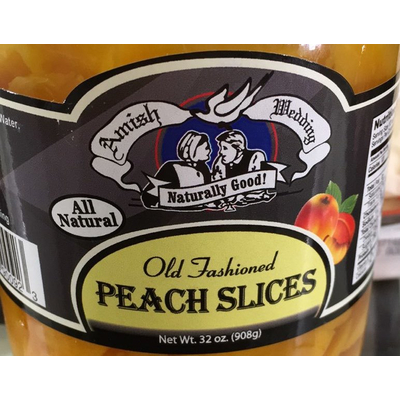 Water,
Amish Wedding
Naturally Good!
All
Natural
Old Fashioned
PEACH SLICES
Net Wt. 32 oz. (908g)